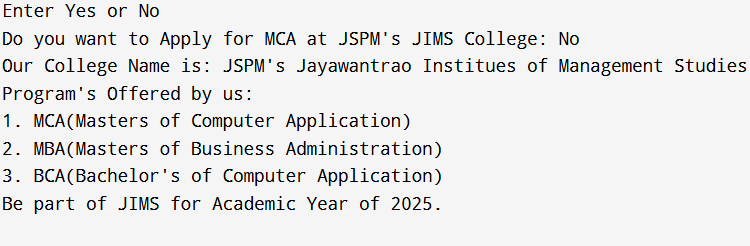 Enter Yes or No
Do you want to Apply for MCA at JSPM's JIMS College: No
Our College Name is: JSPM's Jayawantrao Institues of Management Studies
Program's Offered by us:
1. MCA(Masters of Computer Application)
2. MBA(Masters of Business Administration)
3. BCA(Bachelor's of Computer Application)
Be part of JIMS for Academic Year of 2025.